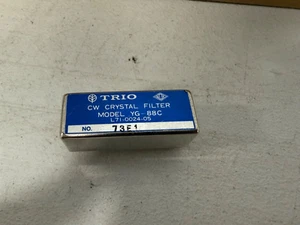 TRIO
CW CRYSTAL FILTER
MODEL YG-88C
L71-0024-05
NO. 73E1